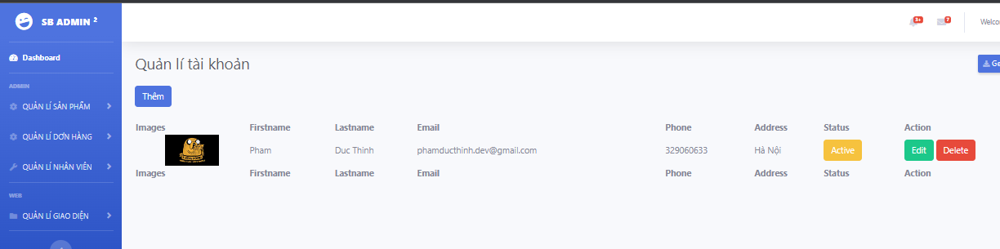 SB ADMIN 2
3+ 7 Welco
Dashboard
Quản lí tài khoản
Ge
ADMIN
Thêm
QUẢN LÍ SẢN PHẨM
QUẢN LÍ ĐƠN HÀNG
QUẢN LÍ NHÂN VIÊN
WEB
QUẢN LÍ GIAO DIỆN
Images Firstname Lastname Email Phone Address Status Action
Pham Duc Thinh phamducthinh.dev@gmail.com 329060633 Hà Nội Active Edit Delete
Images Firstname Lastname Email Phone Address Status Action